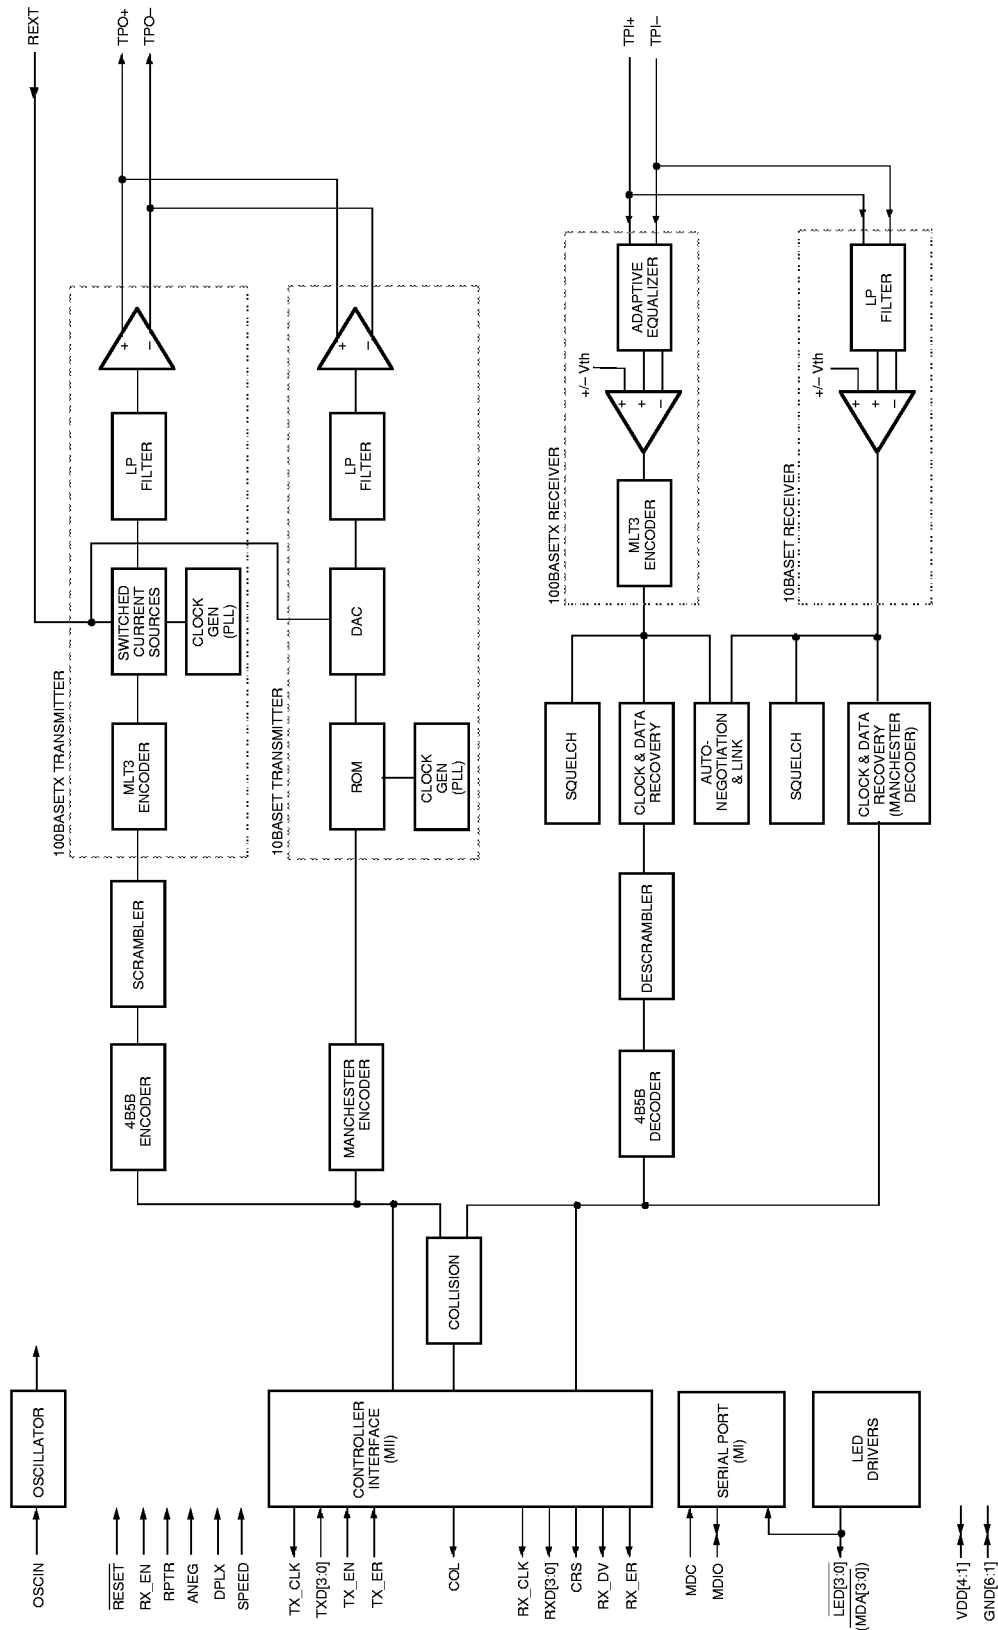 OSCIN
OSCILLATOR
REXT
RESET
RX_EN
RPTR
ANEG
DPLX
SPEED
4B5B
ENCODER
SCRAMBLER
100BASETX TRANSMITTER
MLT3
ENCODER
SWITCHED
CURRENT
SOURCES
CLOCK
GEN
(PLL)
LP
FILTER
+
–
TPO+
TPO–
MANCHESTER
ENCODER
10BASET TRANSMITTER
ROM
CLOCK
GEN
(PLL)
DAC
LP
FILTER
+
–
TX_CLK
TXD[3:0]
TX_EN
TX_ER
COL
RX_CLK
RXD[3:0]
CRS
RX_DV
RX_ER
CONTROLLER
INTERFACE
(MII)
COLLISION
SQUELCH
4B5B
DECODER
DESCRAMBLER
CLOCK & DATA
RECOVERY
100BASETX RECEIVER
MLT3
ENCODER
+/– Vth
+
+
–
ADAPTIVE
EQUALIZER
TPI+
TPI–
AUTO-
NEGOTIATION
& LINK
SQUELCH
CLOCK & DATA
RECOVERY
(MANCHESTER
DECODER)
10BASET RECEIVER
+/– Vth
+
+
–
LP
FILTER
MDC
MDIO
SERIAL PORT
(MI)
LED[3:0]
(MDA[3:0])
LED
DRIVERS
VDD[4:1]
GND[6:1]